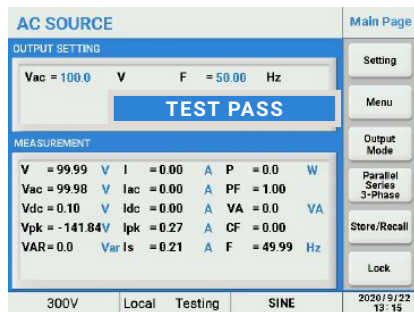 AC SOURCE
Main Page
OUTPUT SETTING
Vac = 100.0 V F = 50.00 Hz
TEST PASS
MEASUREMENT
V = 99.99 V I = 0.00 A P = 0.0 W
Vac = 99.98 V Iac = 0.00 A PF = 1.00
Vdc = 0.10 V Idc = 0.00 A VA = 0.0 VA
Vpk = -141.84V Ipk = 0.27 A CF = 0.00
VAR= 0.0 Var Is = 0.21 A F = 49.99 Hz
300V Local Testing SINE
Setting
Menu
Output
Mode
Parallel
Series
3-Phase
Store/Recall
Lock
2020/9/22
13:15